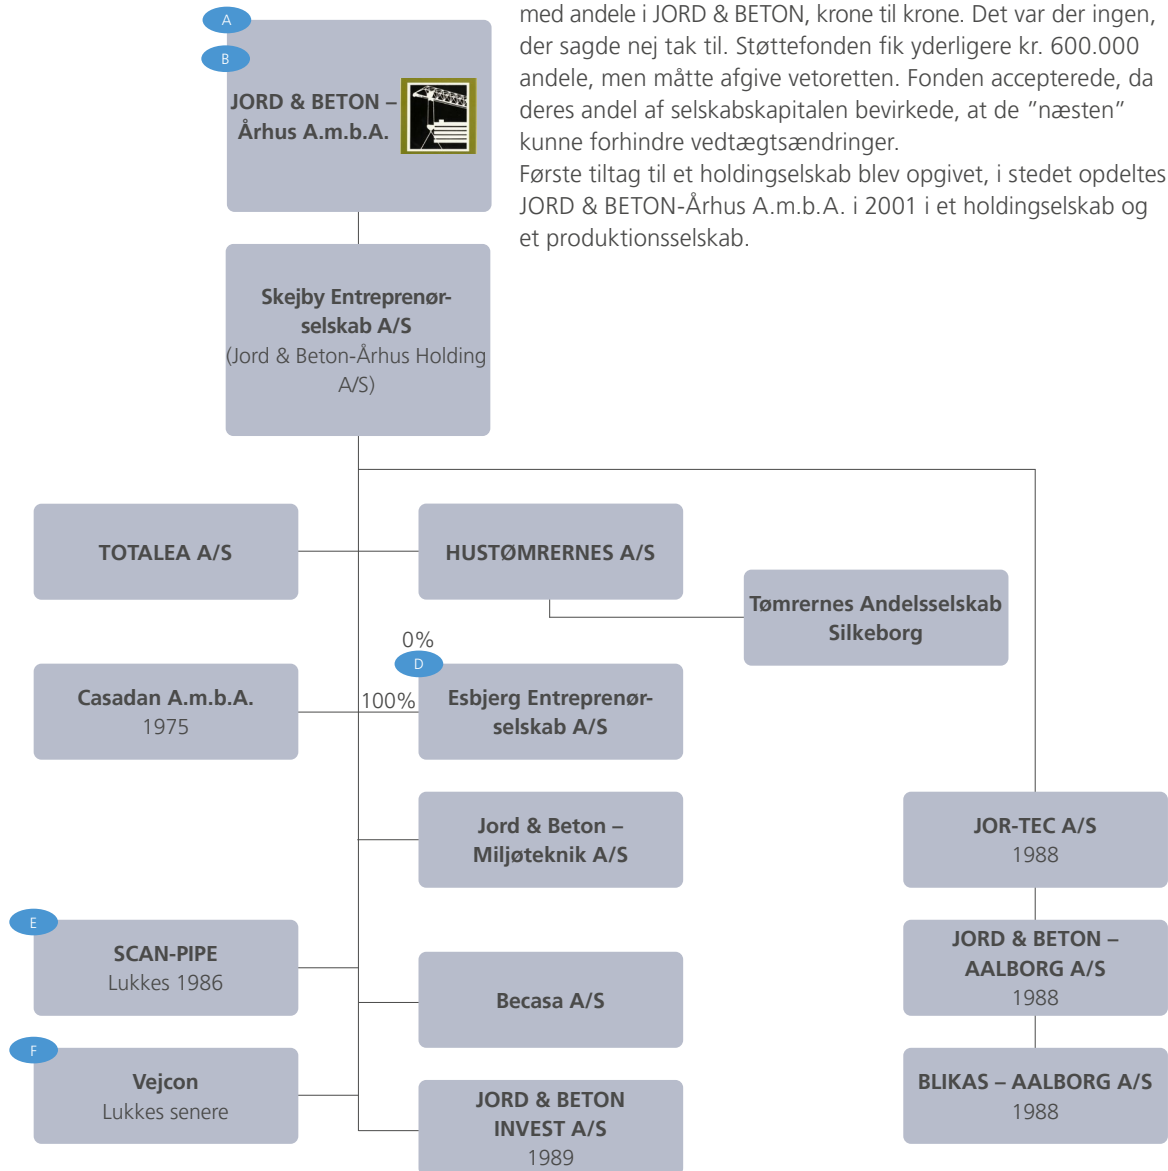 med andele i JORD & BETON, krone til krone. Det var der ingen,
der sagde nej tak til. Støttefonden fik yderligere kr. 600.000
andele, men måtte afgive vetoretten. Fonden accepterede, da
deres andel af selskabskapitalen bevirkede, at de ”næsten”
kunne forhindre vedtægtsændringer.
Første tiltag til et holdingselskab blev opgivet, i stedet opdeltes
JORD & BETON-Århus A.m.b.A. i 2001 i et holdingselskab og
et produktionsselskab.
A
B
JORD & BETON –
Århus A.m.b.A.
Skejby Entreprenør-
selskab A/S
(Jord & Beton-Århus Holding
A/S)
TOTALEA A/S
HUSTØMRERNES A/S
Tømrernes Andelsselskab
Silkeborg
0%
D
Casadan A.m.b.A.
1975
100%
Esbjerg Entreprenør-
selskab A/S
Jord & Beton –
Miljøteknik A/S
JOR-TEC A/S
1988
E
SCAN-PIPE
Lukkes 1986
Becasa A/S
JORD & BETON –
AALBORG A/S
1988
F
Vejcon
Lukkes senere
JORD & BETON
INVEST A/S
1989
BLIKAS – AALBORG A/S
1988